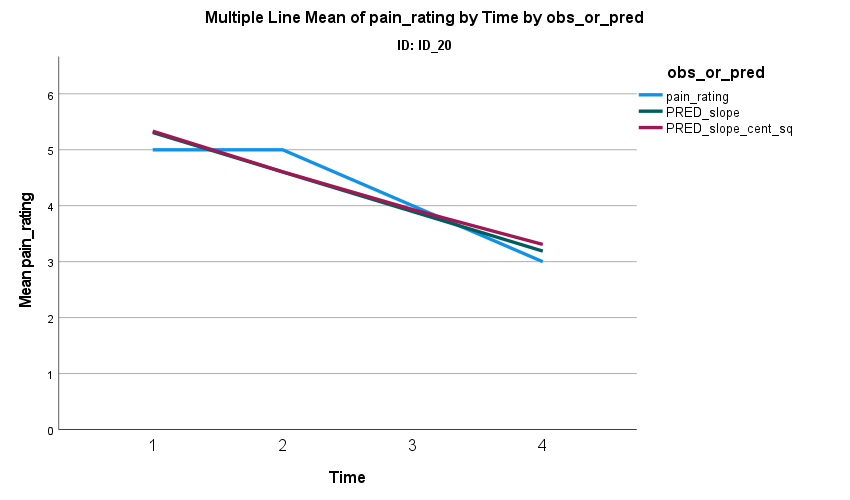 Multiple Line Mean of pain_rating by Time by obs_or_pred
ID: ID_20
obs_or_pred
pain_rating
PRED_slope
PRED_slope_cent_sq
Mean pain_rating
6
5
4
3
2
1
0
1 2 3 4
Time